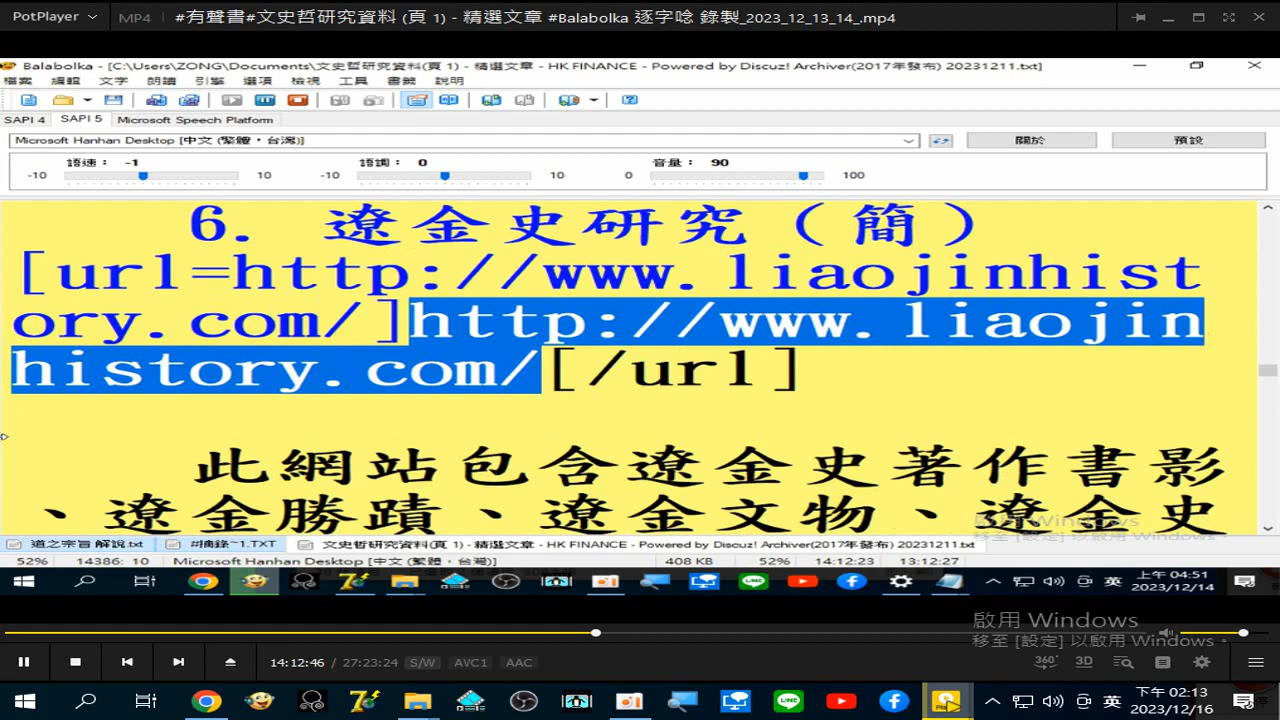 PotPlayer
MP4
#有聲書#文史哲研究資料 (頁 1) - 精選文章 #Balabolka 逐字唸 錄製_2023_12_13_14_.mp4
Balabolka - [C:\Users\ZONG\Documents\文史哲研究資料(頁 1) - 精選文章 - HK FINANCE - Powered by Discuz! Archiver(2017年發布) 20231211.txt]
檔案 編輯 文字 朗讀 引擎 選項 檢視 工具 書籤 說明
SAPI 4 SAPI 5 Microsoft Speech Platform
Microsoft Hanhan Desktop [中文 (繁體，台灣)] 關於 預設
語速： -1 語調： 0 音量： 90
-10 10 -10 10 0 100
6. 遼金史研究（簡）
[url=http://www.liaojinhist
ory.com/]http://www.liaojin
history.com/[/url]
此網站包含遼金史著作書影
、遼金勝蹟、遼金文物、遼金史
啟用 Windows
移至 [設定] 以啟用 Windows。
道之宗旨 解說.txt #摘錄~1.TXT 文史哲研究資料(頁 1) - 精選文章 - HK FINANCE - Powered by Discuz! Archiver(2017年發布) 20231211.txt
52% 14386: 10 Microsoft Hanhan Desktop [中文 (繁體，台灣)] 408 KB 52% 14:12:23 13:12:27
英 上午 04:51
2023/12/14
啟用 Windows
移至 [設定] 以啟用 Windows。
14:12:46 / 27:23:24 S/W AVC1 AAC
360° 3D
英 下午 02:13
2023/12/16